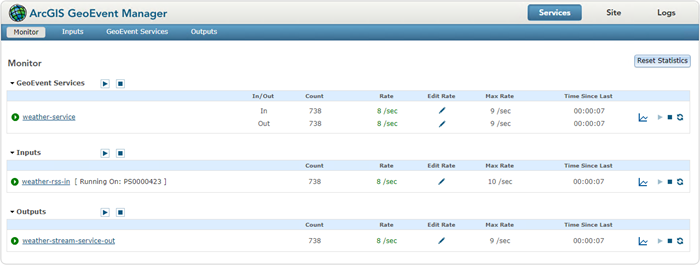 ArcGIS GeoEvent Manager
Services Site Logs
Monitor Inputs GeoEvent Services Outputs
Monitor
Reset Statistics
GeoEvent Services
In/Out Count Rate Edit Rate Max Rate Time Since Last
weather-service
In 738 8 /sec 9 /sec 00:00:07
Out 738 8 /sec 9 /sec 00:00:07
Inputs
Count Rate Edit Rate Max Rate Time Since Last
weather-rss-in [ Running On: PS0000423 ] 738 8 /sec 10 /sec 00:00:07
Outputs
Count Rate Edit Rate Max Rate Time Since Last
weather-stream-service-out 738 8 /sec 9 /sec 00:00:07